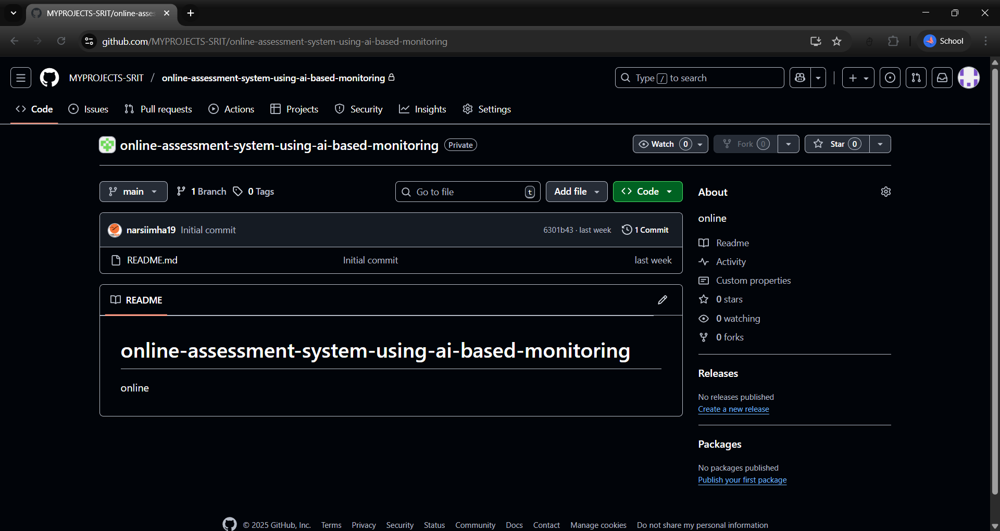 MYPROJECTS-SRIT/online-asses
github.com/MYPROJECTS-SRIT/online-assessment-system-using-ai-based-monitoring
School
MYPROJECTS-SRIT / online-assessment-system-using-ai-based-monitoring
Type / to search
Code
Issues
Pull requests
Actions
Projects
Security
Insights
Settings
online-assessment-system-using-ai-based-monitoring
Private
Watch 0
Fork 0
Star 0
main
1 Branch
0 Tags
Go to file
t
Add file
Code
narsiimha19 Initial commit
6301b43 · last week
1 Commit
README.md
Initial commit
last week
README
online-assessment-system-using-ai-based-monitoring
online
About
online
Readme
Activity
Custom properties
0 stars
0 watching
0 forks
Releases
No releases published
Create a new release
Packages
No packages published
Publish your first package
© 2025 GitHub, Inc. Terms Privacy Security Status Community Docs Contact Manage cookies Do not share my personal information